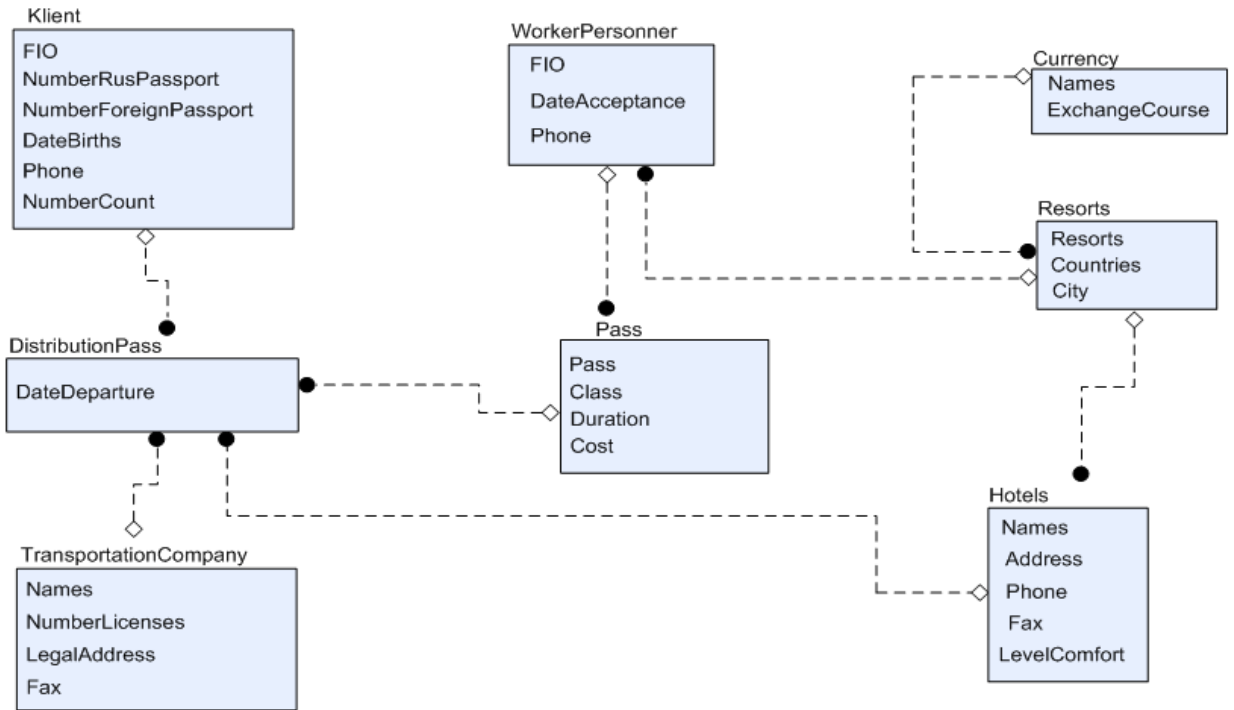 Klient
FIO
NumberRusPassport
NumberForeignPassport
DateBirths
Phone
NumberCount
WorkerPersonner
FIO
DateAcceptance
Phone
Currency
Names
ExchangeCourse
Resorts
Resorts
Countries
City
DistributionPass
DateDeparture
Pass
Pass
Class
Duration
Cost
TransportationCompany
Names
NumberLicenses
LegalAddress
Fax
Hotels
Names
Address
Phone
Fax
LevelComfort